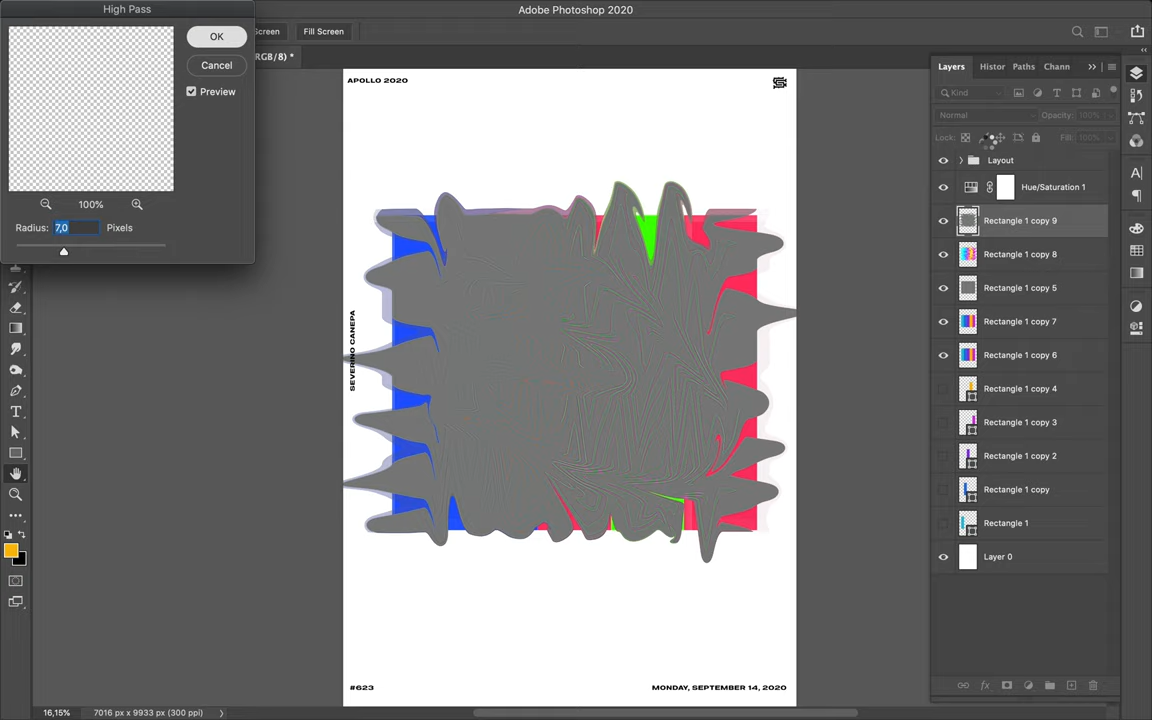 High Pass
Adobe Photoshop 2020
OK
Screen
Fill Screen
Cancel
RGB/8) *
Layers
Histor
Paths
Chann
APOLLO 2020
Preview
Kind
Normal
Opacity: 100%
Lock:
Fill: 100%
Layout
Hue/Saturation 1
100%
Radius: 7,0 Pixels
Rectangle 1 copy 9
Rectangle 1 copy 8
Rectangle 1 copy 5
Rectangle 1 copy 7
SEVERINO CANEPA
Rectangle 1 copy 6
Rectangle 1 copy 4
Rectangle 1 copy 3
Rectangle 1 copy 2
Rectangle 1 copy
Rectangle 1
Layer 0
#623
MONDAY, SEPTEMBER 14, 2020
16,15%
7016 px x 9933 px (300 ppi)